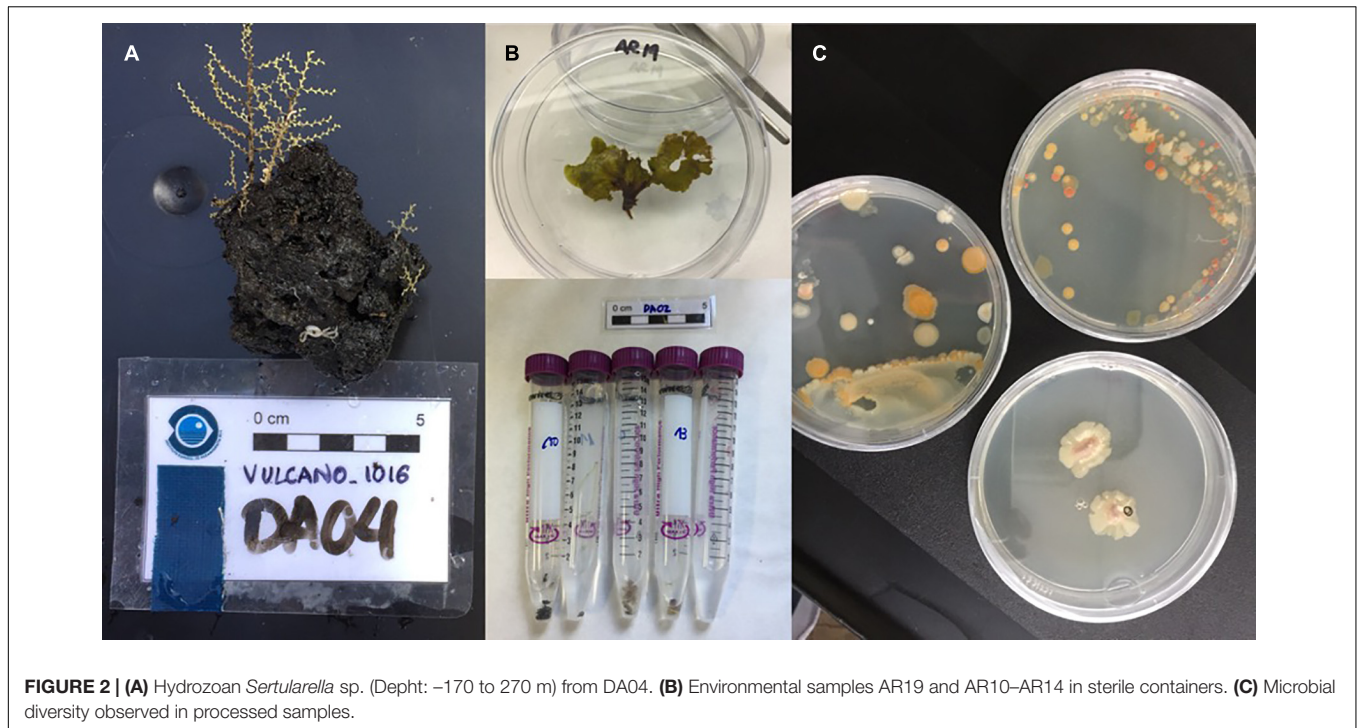 A
B
C
AR19
0 cm 5
VULCANO_1016
DA04
0 cm DA02 5
10
13
FIGURE 2 | (A) Hydrozoan Sertularella sp. (Depht: –170 to 270 m) from DA04. (B) Environmental samples AR19 and AR10–AR14 in sterile containers. (C) Microbial
diversity observed in processed samples.